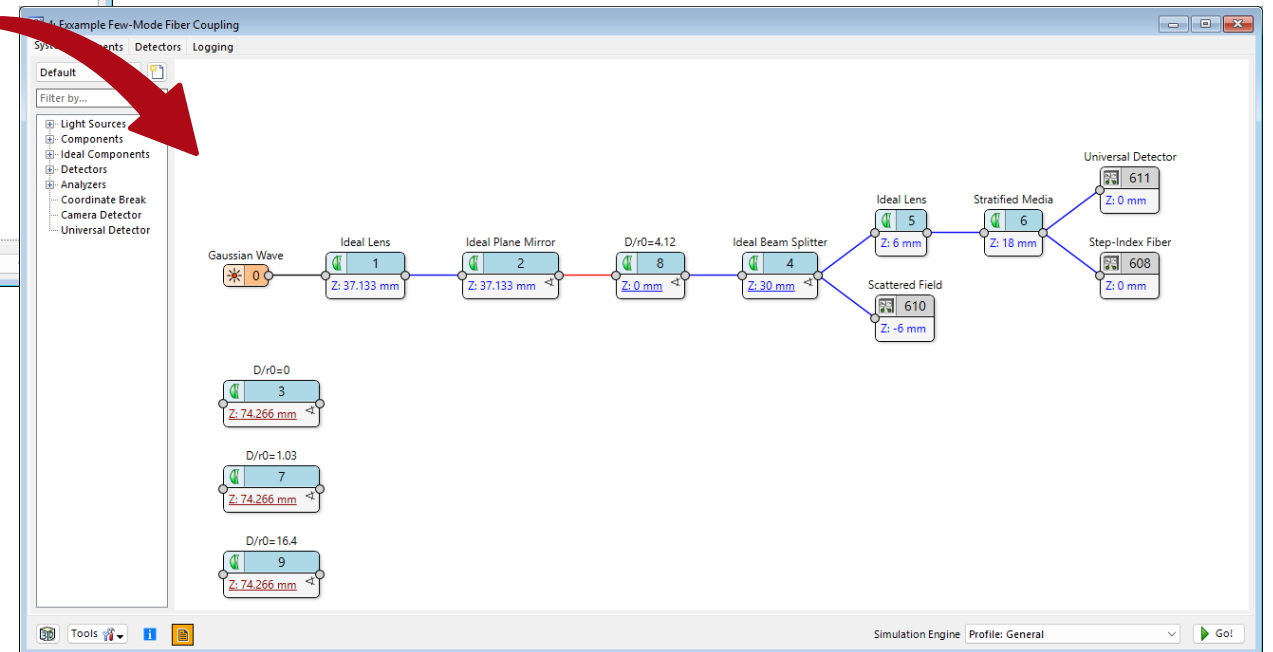 4: Exxample Few-Mode Fiber Coupling
Detectors Logging
Default
Filter by...
Light Sources
Components
Ideal Components
Detectors
Analyzers
Coordinate Break
Camera Detector
Universal Detector
Gaussian Wave
0
Ideal Lens
1
Z: 37.133 mm
Ideal Plane Mirror
2
Z: 37.133 mm
D/r0=4.12
8
Z: 0 mm
Ideal Beam Splitter
4
Z: 30 mm
Ideal Lens
5
Z: 6 mm
Stratified Media
6
Z: 18 mm
Universal Detector
611
Z: 0 mm
Step-Index Fiber
608
Z: 0 mm
Scattered Field
610
Z: -6 mm
D/r0=0
3
Z: 74.266 mm
D/r0=1.03
7
Z: 74.266 mm
D/r0=16.4
9
Z: 74.266 mm
Tools
Simulation Engine Profile: General
Go!